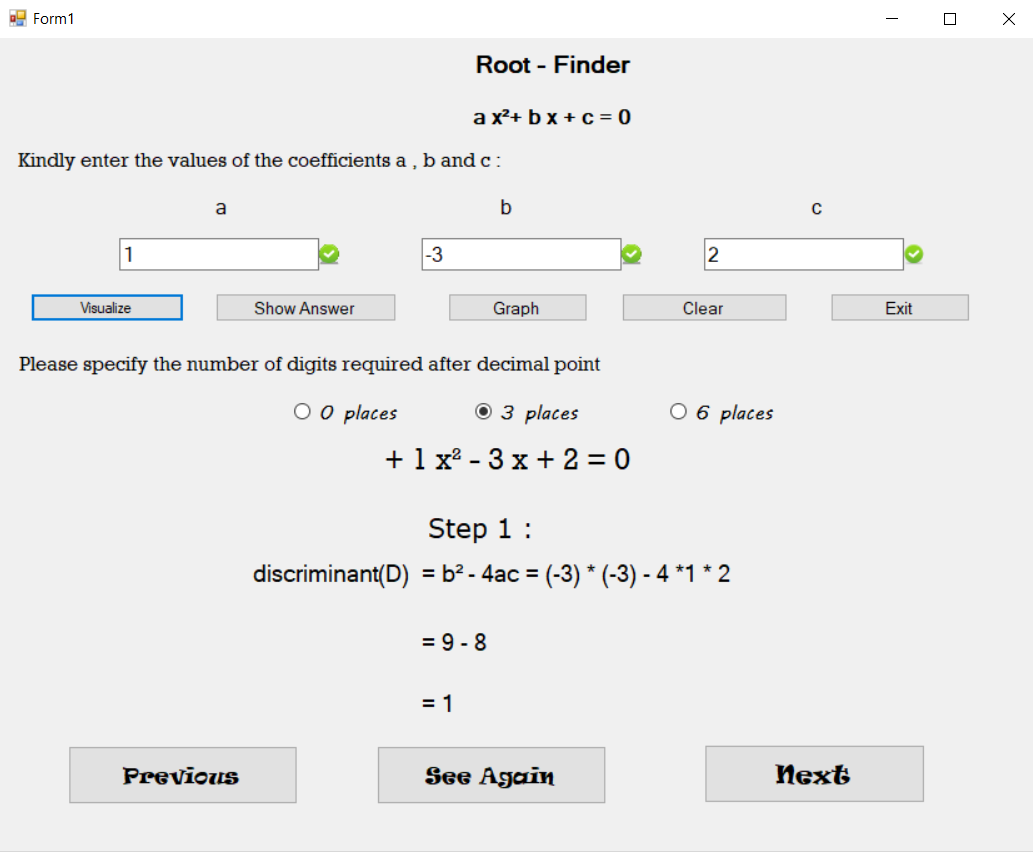 Form1
Root - Finder
a x²+ b x + c = 0
Kindly enter the values of the coefficients a , b and c :
a b c
1 -3 2
Visualize Show Answer Graph Clear Exit
Please specify the number of digits required after decimal point
0 places 3 places 6 places
+ 1 x² - 3 x + 2 = 0
Step 1 :
discriminant(D) = b² - 4ac = (-3) * (-3) - 4 *1 * 2
= 9 - 8
= 1
Previous See Again Next